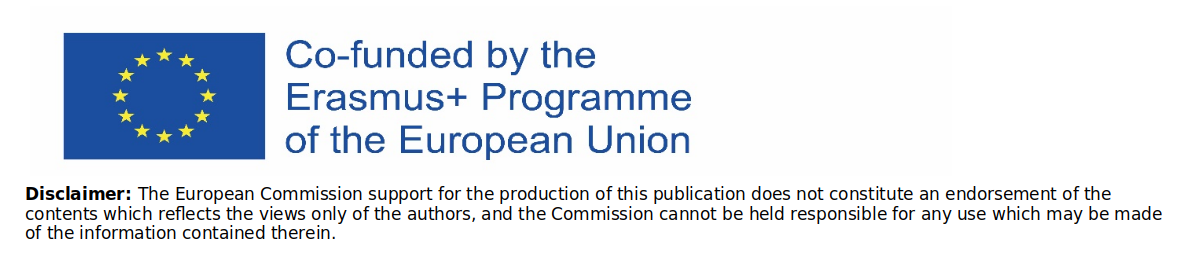 Co-funded by the
Erasmus+ Programme
of the European Union
Disclaimer: The European Commission support for the production of this publication does not constitute an endorsement of the
contents which reflects the views only of the authors, and the Commission cannot be held responsible for any use which may be made
of the information contained therein.